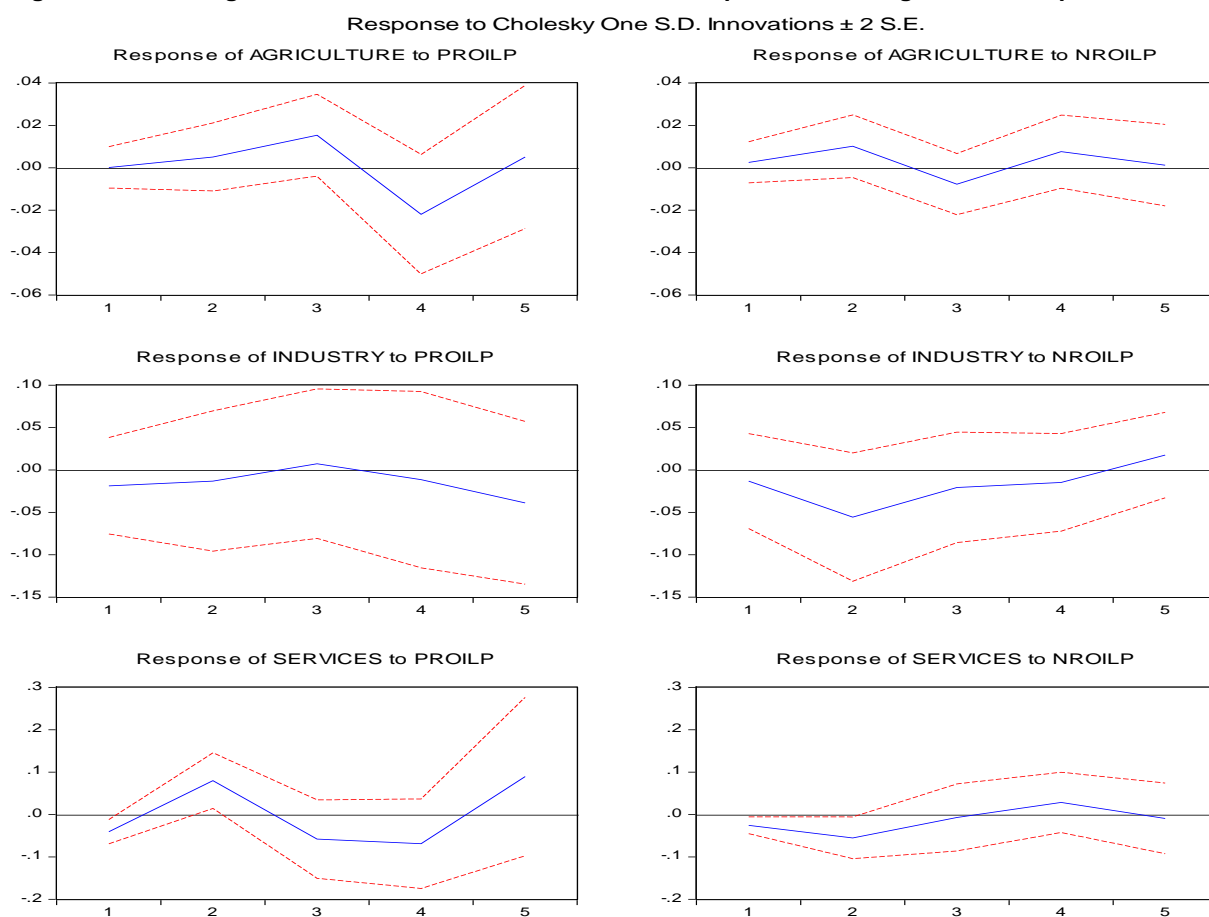 Response to Cholesky One S.D. Innovations ± 2 S.E.
Response of AGRICULTURE to PROILP
.04
.02
.00
-.02
-.04
-.06
1 2 3 4 5
Response of AGRICULTURE to NROILP
.04
.02
.00
-.02
-.04
-.06
1 2 3 4 5
Response of INDUSTRY to PROILP
.10
.05
.00
-.05
-.10
-.15
1 2 3 4 5
Response of INDUSTRY to NROILP
.10
.05
.00
-.05
-.10
-.15
1 2 3 4 5
Response of SERVICES to PROILP
.3
.2
.1
.0
-.1
-.2
1 2 3 4 5
Response of SERVICES to NROILP
.3
.2
.1
.0
-.1
-.2
1 2 3 4 5